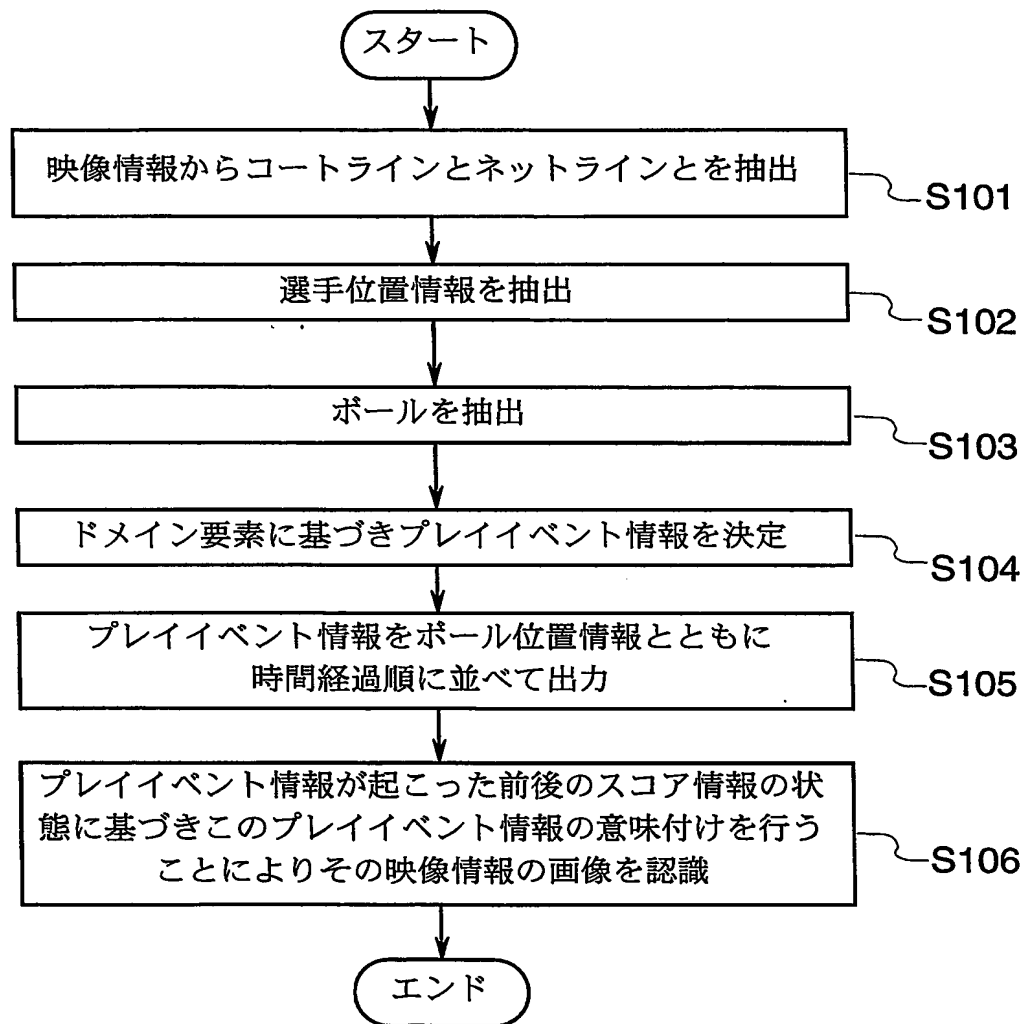 スタート
映像情報からコートラインとネットラインとを抽出
S101
選手位置情報を抽出
S102
ボールを抽出
S103
ドメイン要素に基づきプレイイベント情報を決定
S104
プレイイベント情報をボール位置情報とともに
時間経過順に並べて出力
S105
プレイイベント情報が起こった前後のスコア情報の状
態に基づきこのプレイイベント情報の意味付けを行う
ことによりその映像情報の画像を認識
S106
エンド